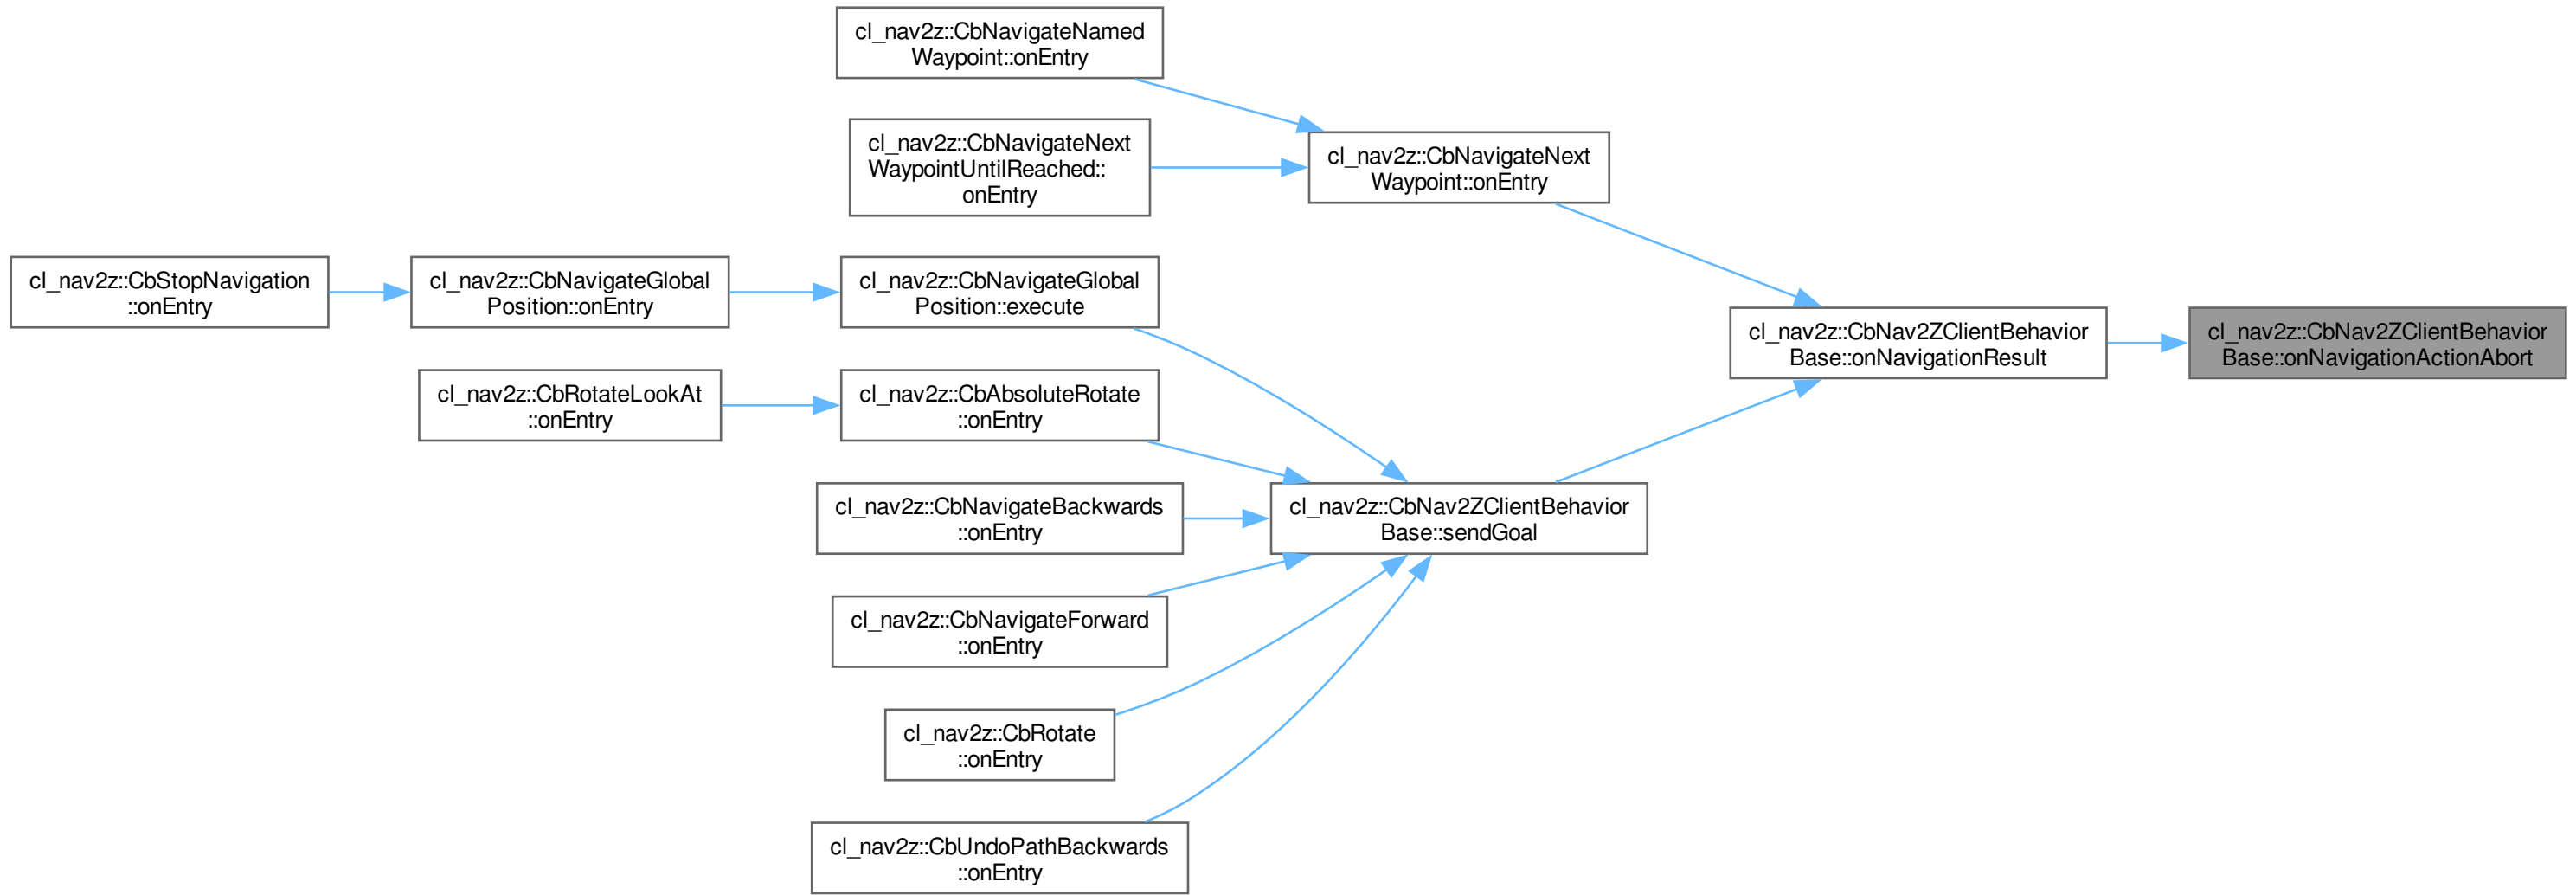 cl_nav2z::CbNavigateNamed
Waypoint::onEntry
cl_nav2z::CbNavigateNext
WaypointUntilReached::
onEntry
cl_nav2z::CbNavigateNext
Waypoint::onEntry
cl_nav2z::CbStopNavigation
::onEntry
cl_nav2z::CbNavigateGlobal
Position::onEntry
cl_nav2z::CbNavigateGlobal
Position::execute
cl_nav2z::CbNav2ZClientBehavior
Base::onNavigationResult
cl_nav2z::CbNav2ZClientBehavior
Base::onNavigationActionAbort
cl_nav2z::CbRotateLookAt
::onEntry
cl_nav2z::CbAbsoluteRotate
::onEntry
cl_nav2z::CbNavigateBackwards
::onEntry
cl_nav2z::CbNav2ZClientBehavior
Base::sendGoal
cl_nav2z::CbNavigateForward
::onEntry
cl_nav2z::CbRotate
::onEntry
cl_nav2z::CbUndoPathBackwards
::onEntry